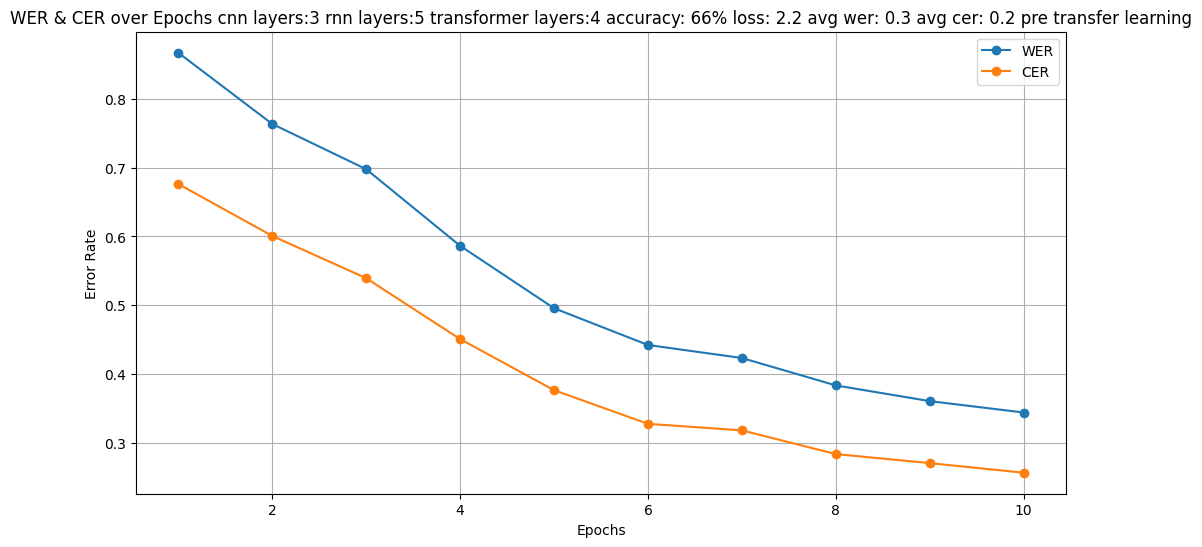 WER & CER over Epochs cnn layers:3 rnn layers:5 transformer layers:4 accuracy: 66% loss: 2.2 avg wer: 0.3 avg cer: 0.2 pre transfer learning
WER
CER
0.8
0.7
0.6
0.5
0.4
0.3
Error Rate
2 4 6 8 10
Epochs